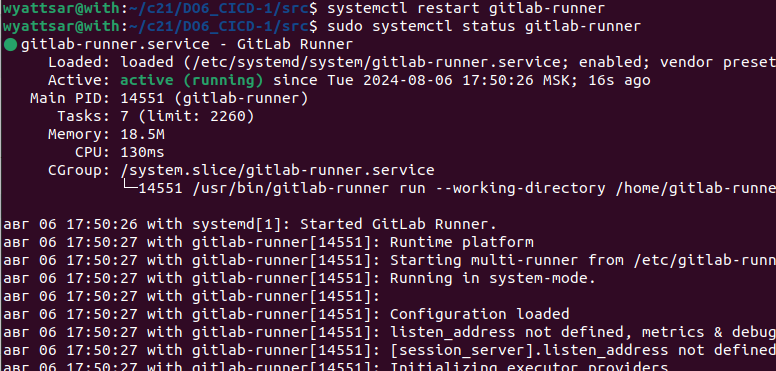 wyattsar@with:~/c21/DO6_CICD-1/src$ systemctl restart gitlab-runner
wyattsar@with:~/c21/DO6_CICD-1/src$ sudo systemctl status gitlab-runner
● gitlab-runner.service - GitLab Runner
Loaded: loaded (/etc/systemd/system/gitlab-runner.service; enabled; vendor preset
Active: active (running) since Tue 2024-08-06 17:50:26 MSK; 16s ago
Main PID: 14551 (gitlab-runner)
Tasks: 7 (limit: 2260)
Memory: 18.5M
CPU: 130ms
CGroup: /system.slice/gitlab-runner.service
└─14551 /usr/bin/gitlab-runner run --working-directory /home/gitlab-runne
авг 06 17:50:26 with systemd[1]: Started GitLab Runner.
авг 06 17:50:27 with gitlab-runner[14551]: Runtime platform
авг 06 17:50:27 with gitlab-runner[14551]: Starting multi-runner from /etc/gitlab-runn
авг 06 17:50:27 with gitlab-runner[14551]: Running in system-mode.
авг 06 17:50:27 with gitlab-runner[14551]:
авг 06 17:50:27 with gitlab-runner[14551]: Configuration loaded
авг 06 17:50:27 with gitlab-runner[14551]: listen_address not defined, metrics & debug
авг 06 17:50:27 with gitlab-runner[14551]: [session_server].listen_address not defined
авг 06 17:50:27 with gitlab-runner[14551]: Initializing executor providers